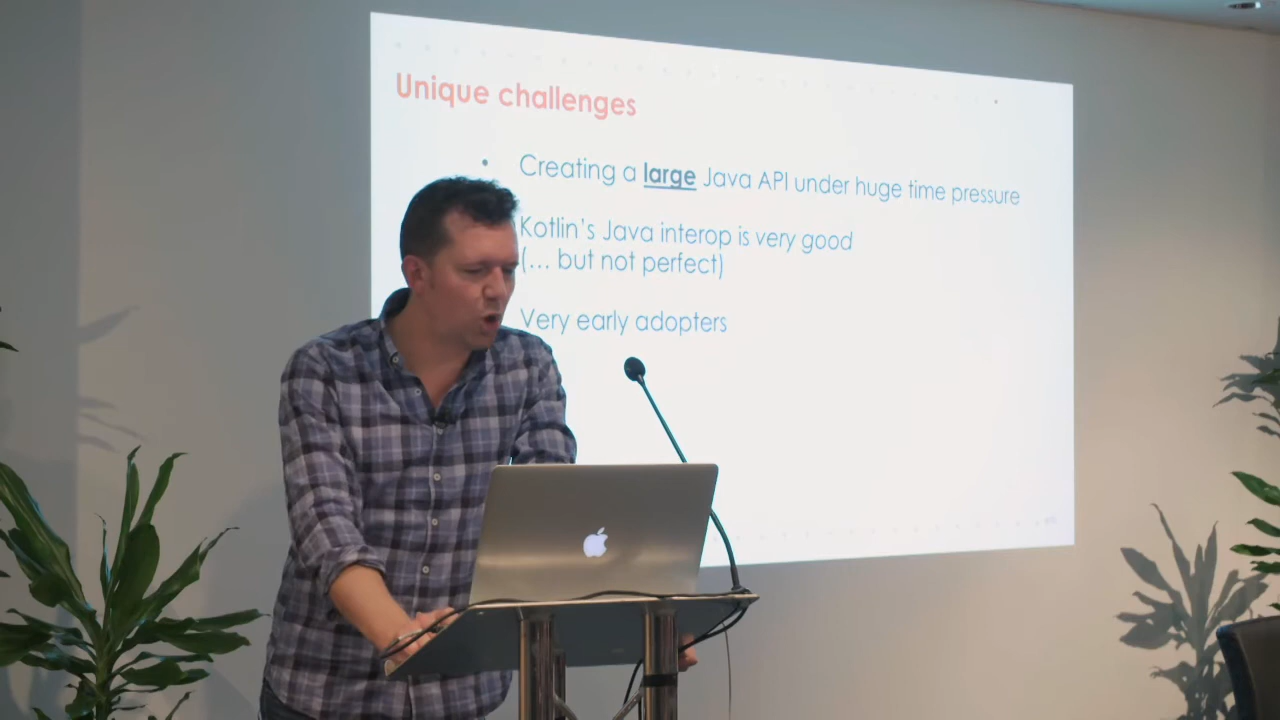 Unique challenges
• Creating a large Java API under huge time pressure
Kotlin's Java interop is very good
(... but not perfect)
Very early adopters